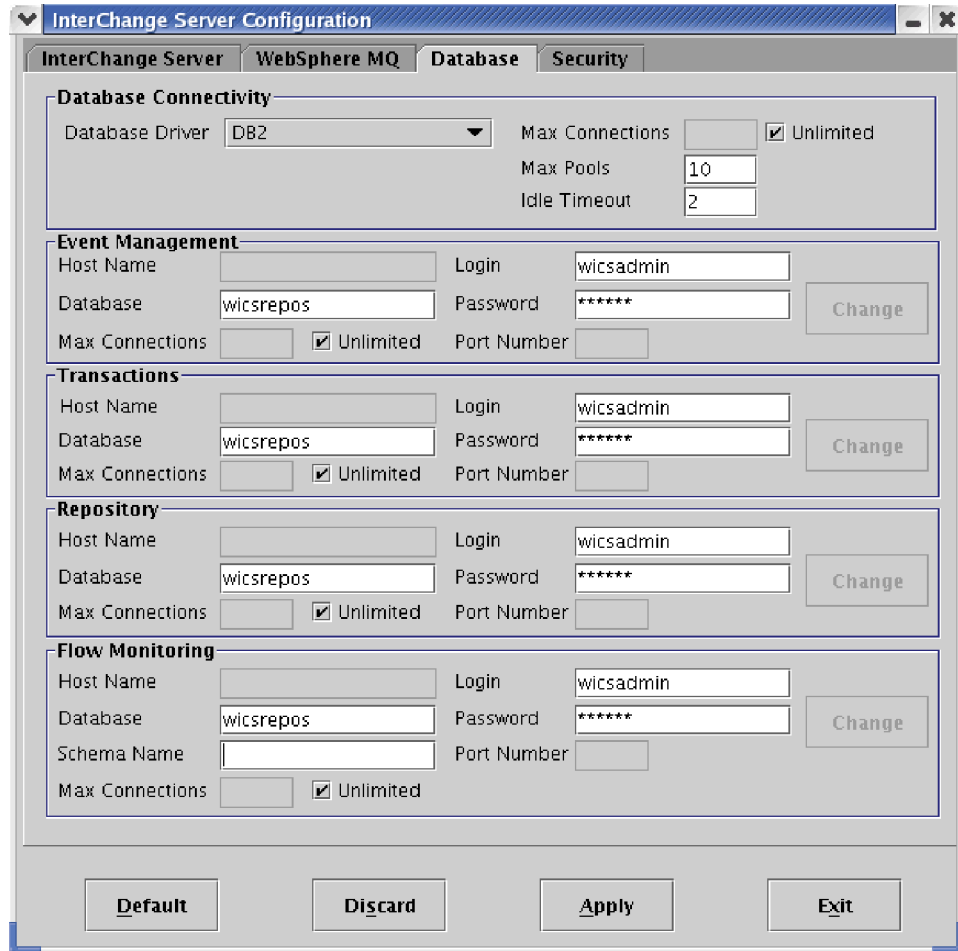 InterChange Server Configuration
InterChange Server WebSphere MQ Database Security
Database Connectivity
Database Driver DB2 Max Connections Unlimited
Max Pools 10
Idle Timeout 2
Event Management
Host Name Login wicsadmin
Database wicsrepos Password ****** Change
Max Connections Unlimited Port Number
Transactions
Host Name Login wicsadmin
Database wicsrepos Password ****** Change
Max Connections Unlimited Port Number
Repository
Host Name Login wicsadmin
Database wicsrepos Password ****** Change
Max Connections Unlimited Port Number
Flow Monitoring
Host Name Login wicsadmin
Database wicsrepos Password ****** Change
Schema Name Port Number
Max Connections Unlimited
Default Discard Apply Exit